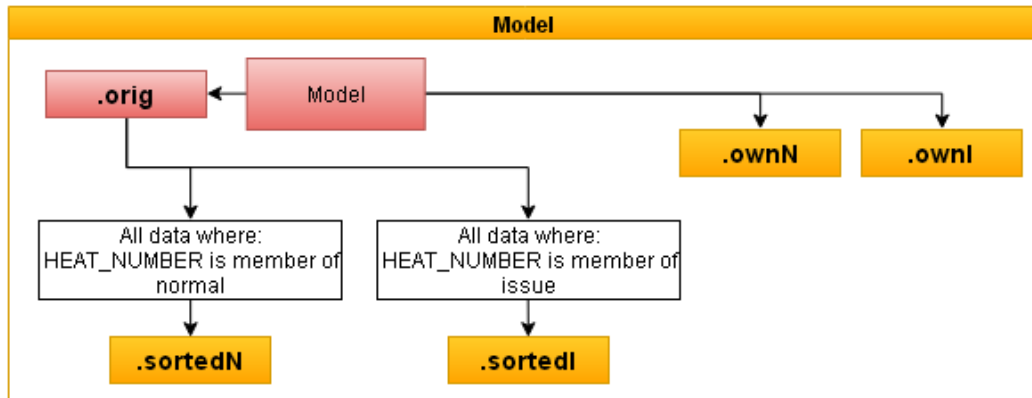 Model
.orig
Model
.ownN
.ownI
All data where:
HEAT_NUMBER is member of
normal
All data where:
HEAT_NUMBER is member of
issue
.sortedN
.sortedI